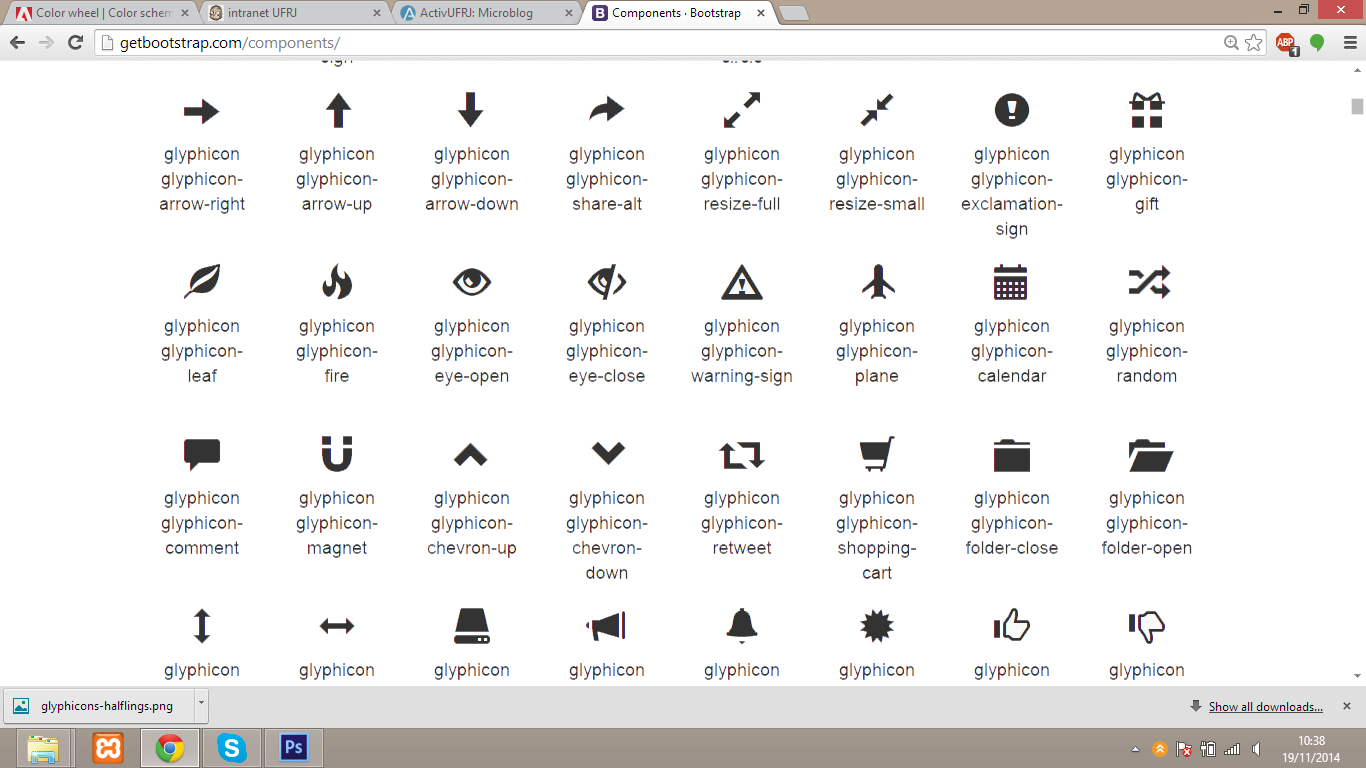 Color wheel | Color schem
intranet UFRJ
ActivUFRJ: Microblog
Components · Bootstrap
getbootstrap.com/components/
ABP
1
glyphicon glyphicon glyphicon glyphicon glyphicon glyphicon glyphicon glyphicon
glyphicon- glyphicon- glyphicon- glyphicon- glyphicon- glyphicon- glyphicon- glyphicon-
arrow-right arrow-up arrow-down share-alt resize-full resize-small exclamation- gift
sign
glyphicon glyphicon glyphicon glyphicon glyphicon glyphicon glyphicon glyphicon
glyphicon- glyphicon- glyphicon- glyphicon- glyphicon- glyphicon- glyphicon- glyphicon-
leaf fire eye-open eye-close warning-sign plane calendar random
glyphicon glyphicon glyphicon glyphicon glyphicon glyphicon glyphicon glyphicon
glyphicon- glyphicon- glyphicon- glyphicon- glyphicon- glyphicon- glyphicon- glyphicon-
comment magnet chevron-up chevron- retweet shopping- folder-close folder-open
down cart
glyphicon glyphicon glyphicon glyphicon glyphicon glyphicon glyphicon glyphicon
glyphicons-halflings.png
Show all downloads...
Ps
10:38
19/11/2014